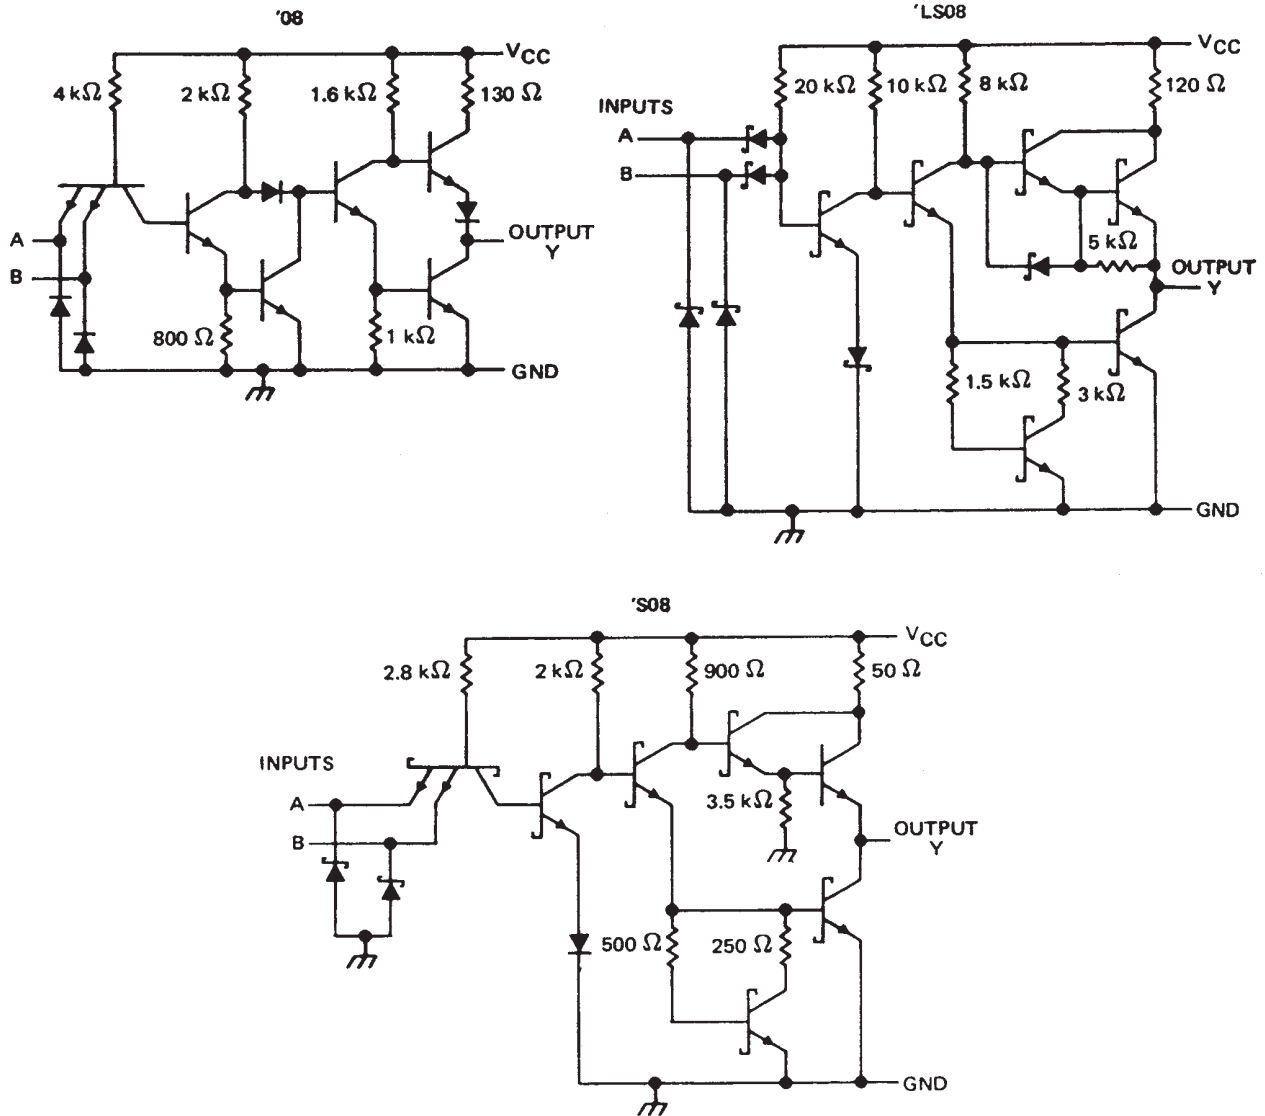 '08
VCC
4 kΩ
2 kΩ
1.6 kΩ
130 Ω
A
B
OUTPUT
Y
800 Ω
1 kΩ
GND
'LS08
VCC
20 kΩ
10 kΩ
8 kΩ
120 Ω
INPUTS
A
B
5 kΩ
OUTPUT
Y
1.5 kΩ
3 kΩ
GND
'S08
VCC
2.8 kΩ
2 kΩ
900 Ω
50 Ω
INPUTS
A
B
3.5 kΩ
OUTPUT
Y
500 Ω
250 Ω
GND